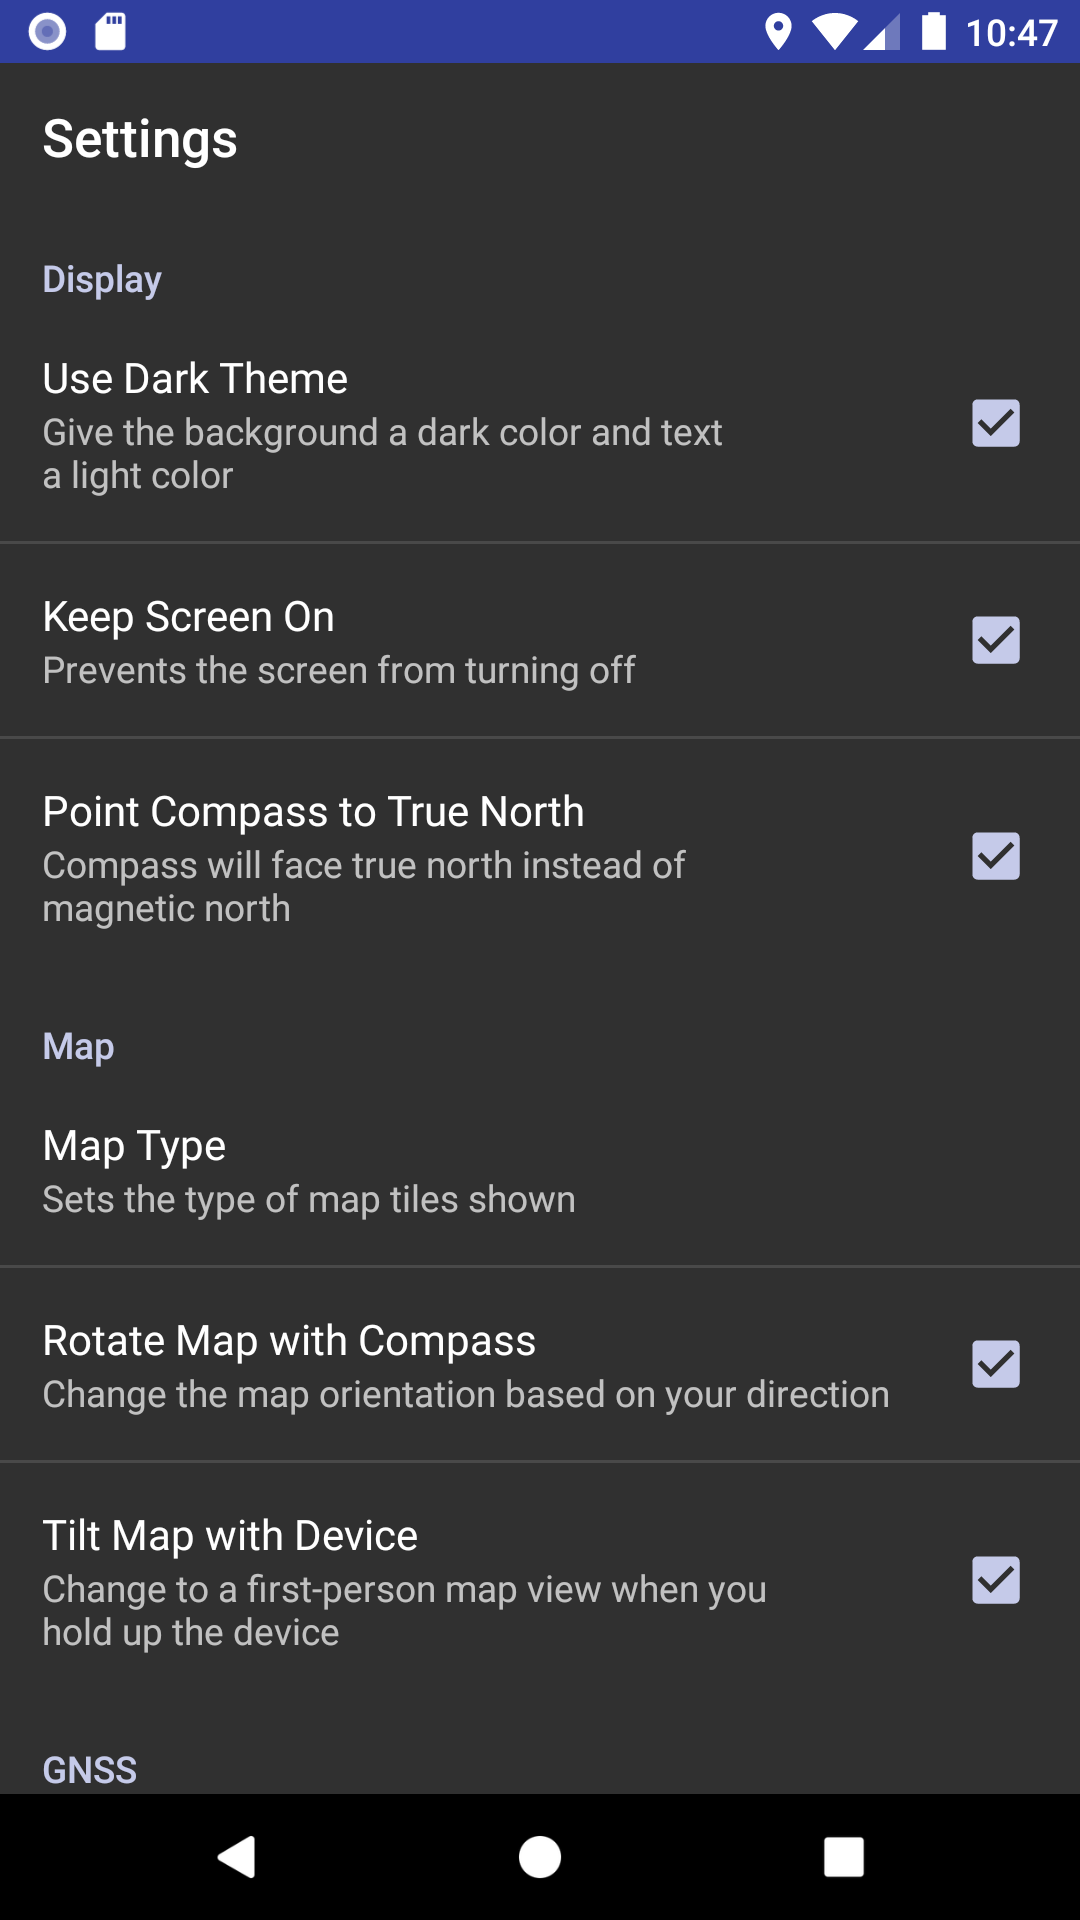 10:47
Settings
Display
Use Dark Theme
Give the background a dark color and text
a light color
Keep Screen On
Prevents the screen from turning off
Point Compass to True North
Compass will face true north instead of
magnetic north
Map
Map Type
Sets the type of map tiles shown
Rotate Map with Compass
Change the map orientation based on your direction
Tilt Map with Device
Change to a first-person map view when you
hold up the device
GNSS